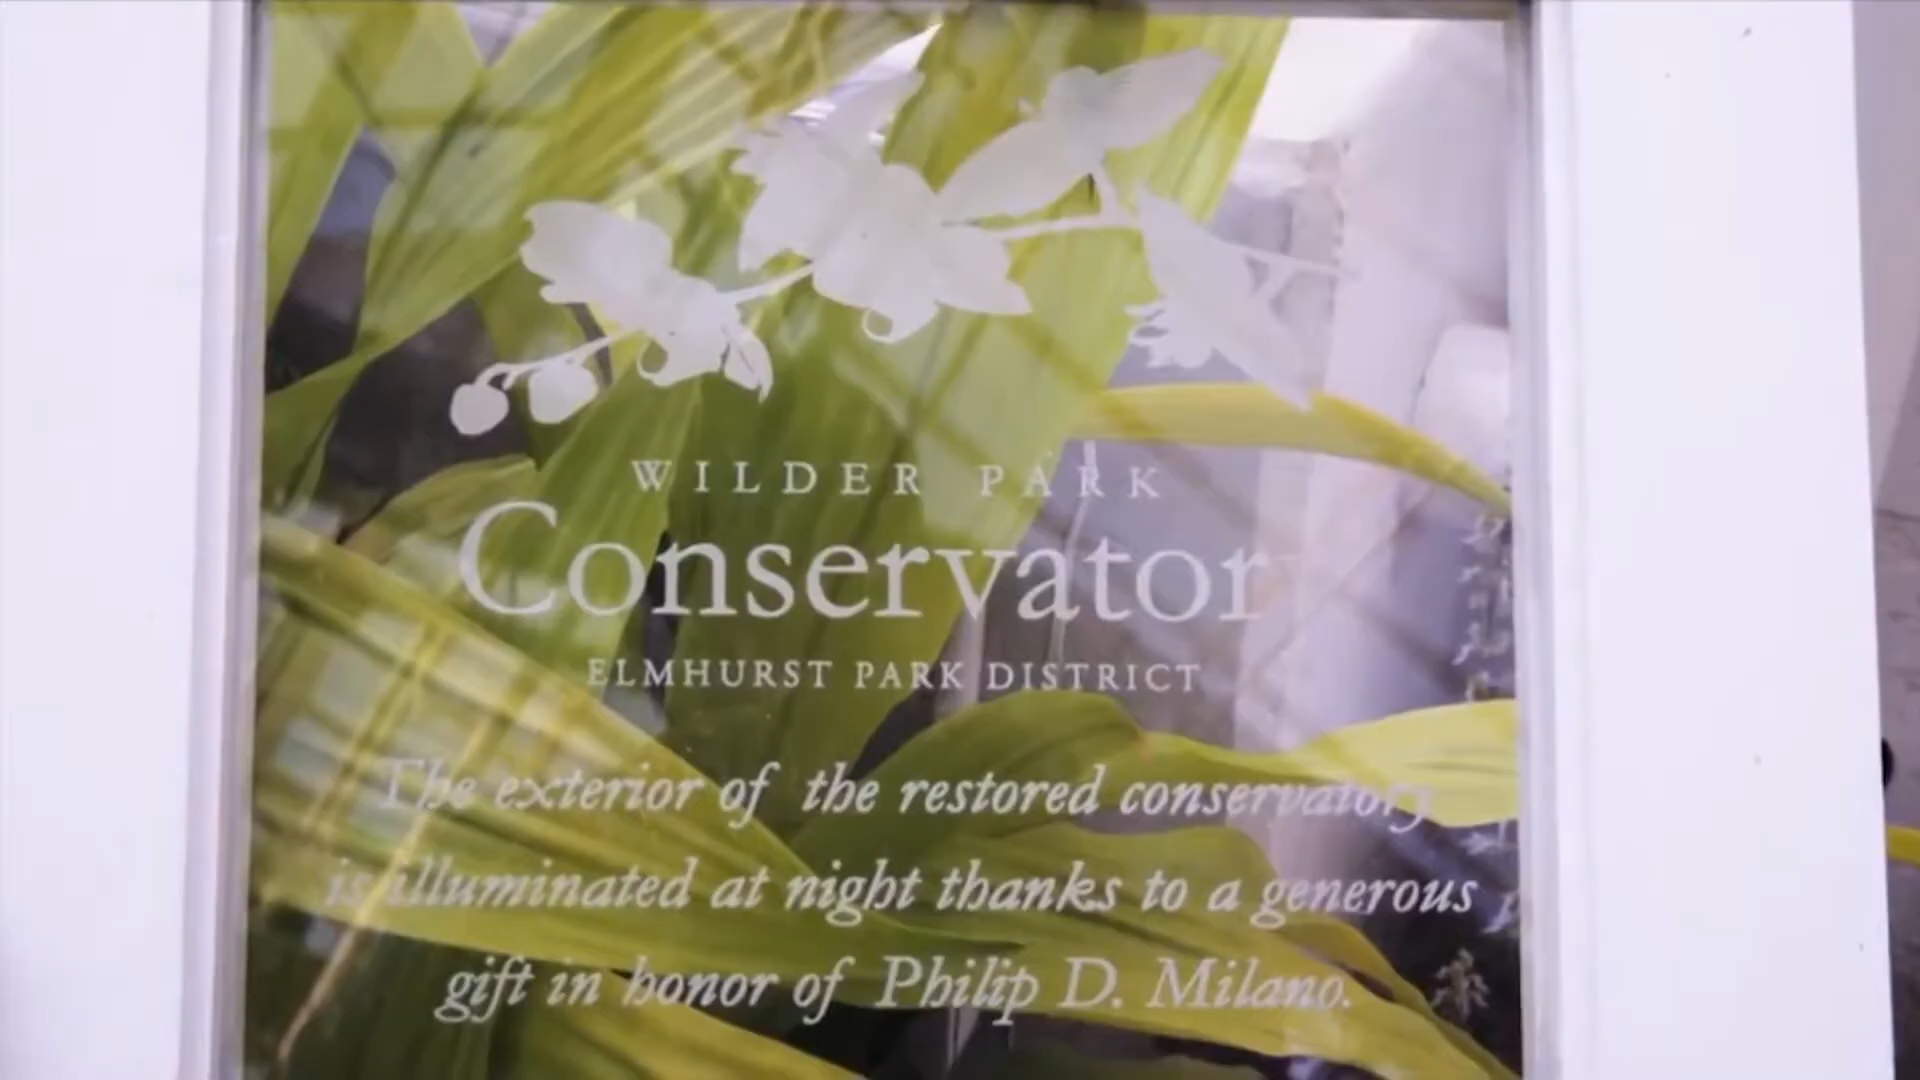 WILDER PARK
Conservator
ELMHURST PARK DISTRICT
The exterior of the restored conservatory
is illuminated at night thanks to a generous
gift in honor of Philip D. Milano.